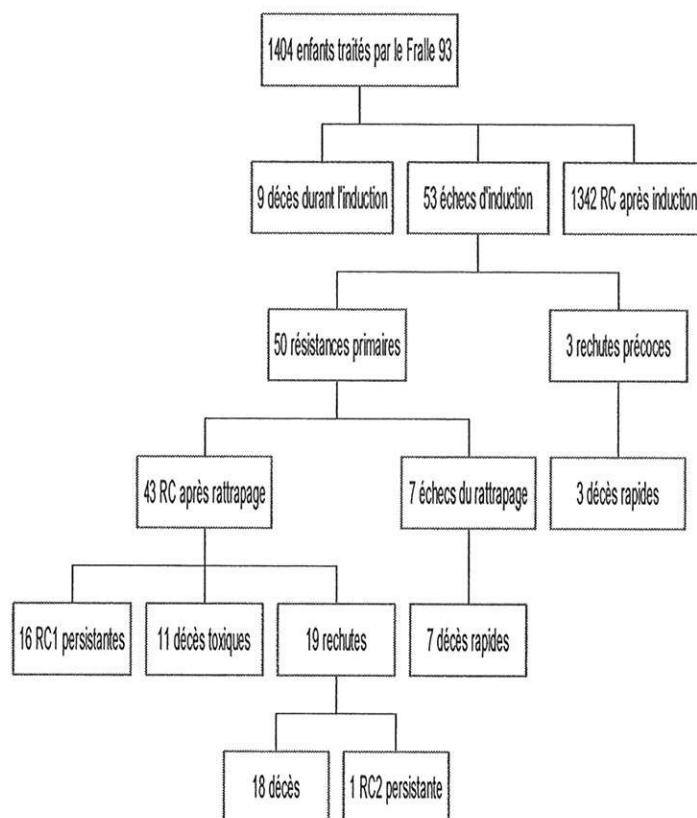 1404 enfants traités par le Fralle 93
9 décès durant l'induction
53 échecs d'induction
1342 RC après induction
50 résistances primaires
3 rechutes précoces
43 RC après rattrapage
7 échecs du rattrapage
3 décès rapides
16 RC1 persistantes
11 décès toxiques
19 rechutes
7 décès rapides
18 décès
1 RC2 persistante